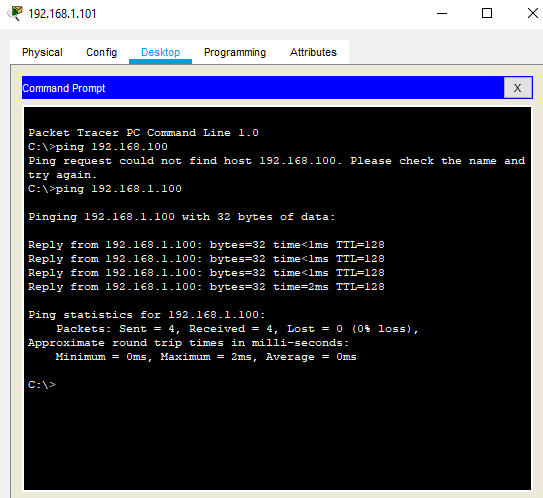 192.168.1.101
Physical Config Desktop Programming Attributes
Command Prompt
X
Packet Tracer PC Command Line 1.0
C:\>ping 192.168.100
Ping request could not find host 192.168.100. Please check the name and
try again.
C:\>ping 192.168.1.100
Pinging 192.168.1.100 with 32 bytes of data:
Reply from 192.168.1.100: bytes=32 time<1ms TTL=128
Reply from 192.168.1.100: bytes=32 time<1ms TTL=128
Reply from 192.168.1.100: bytes=32 time<1ms TTL=128
Reply from 192.168.1.100: bytes=32 time=2ms TTL=128
Ping statistics for 192.168.1.100:
    Packets: Sent = 4, Received = 4, Lost = 0 (0% loss),
Approximate round trip times in milli-seconds:
    Minimum = 0ms, Maximum = 2ms, Average = 0ms
C:\>